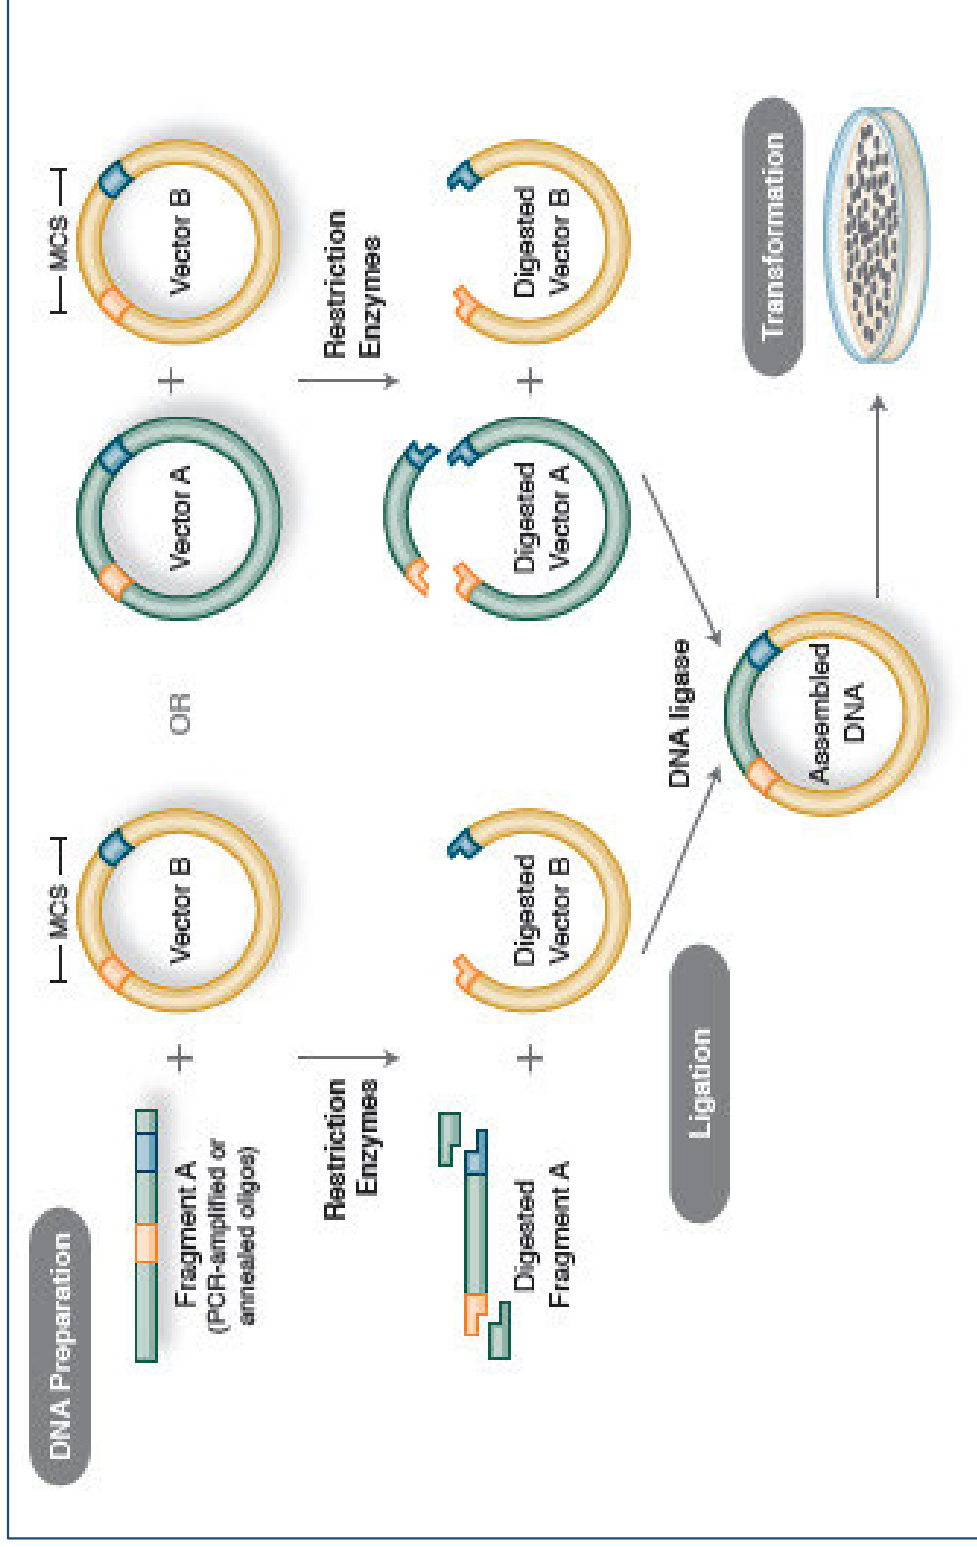 DNA Preparation
MCS
MCS
Fragment A
(PCR-amplified or
annealed oligos)
+
Vector B
OR
Vector A
+
Vector B
Restriction
Enzymes
Restriction
Enzymes
Digested
Fragment A
+
Digested
Vector B
Digested
Vector A
+
Digested
Vector B
Ligation
DNA ligase
Assembled
DNA
Transformation